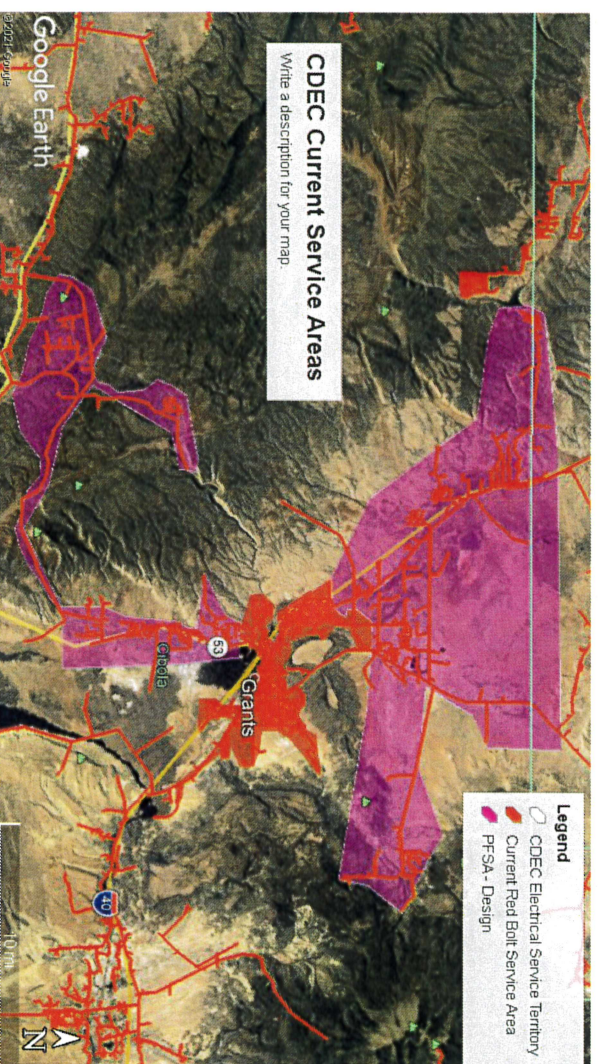 CDEC Current Service Areas
Write a description for your map.
Legend
CDEC Electrical Service Territory
Current Red Bolt Service Area
PFSA - Design
Grants
53
Cibola
40
Google Earth
©2021 Google
10 mi
N